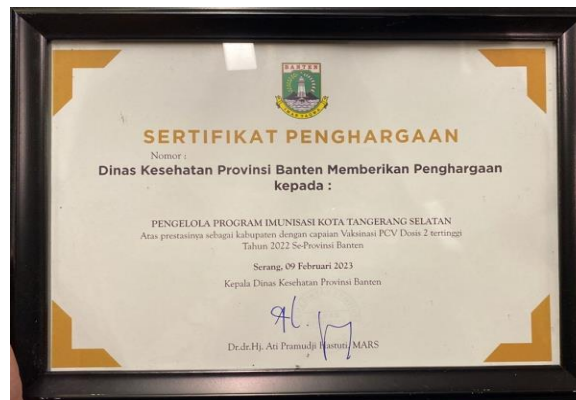 BANTEN
SERTIFIKAT PENGHARGAAN
Nomor :
Dinas Kesehatan Provinsi Banten Memberikan Penghargaan
kepada :
PENGELOLA PROGRAM IMUNISASI KOTA TANGERANG SELATAN
Atas prestasinya sebagai kabupaten dengan capaian Vaksinasi PCV Dosis 2 tertinggi
Tahun 2022 Se-Provinsi Banten
Serang, 09 Februari 2023
Kepala Dinas Kesehatan Provinsi Banten
Dr.dr.Hj. Ati Pramudji Hastuti, MARS